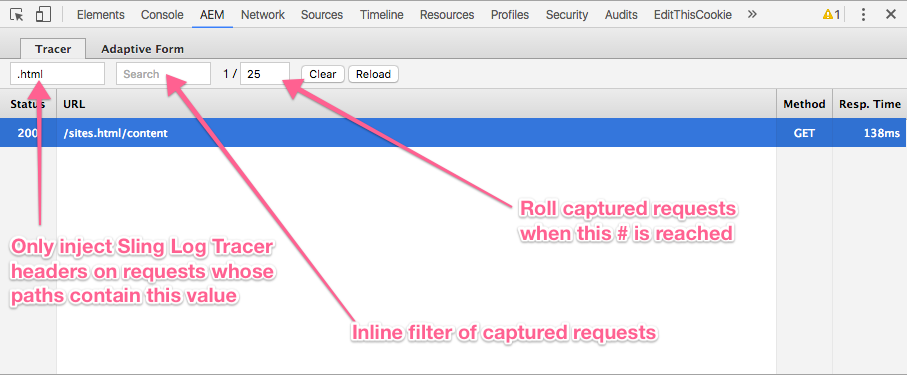 Elements Console AEM Network Sources Timeline Resources Profiles Security Audits EditThisCookie » 1
Tracer Adaptive Form
.html Search 1 / 25 Clear Reload
Status URL Method Resp. Time
200 /sites.html/content GET 138ms
Roll captured requests
when this # is reached
Only inject Sling Log Tracer
headers on requests whose
paths contain this value
Inline filter of captured requests